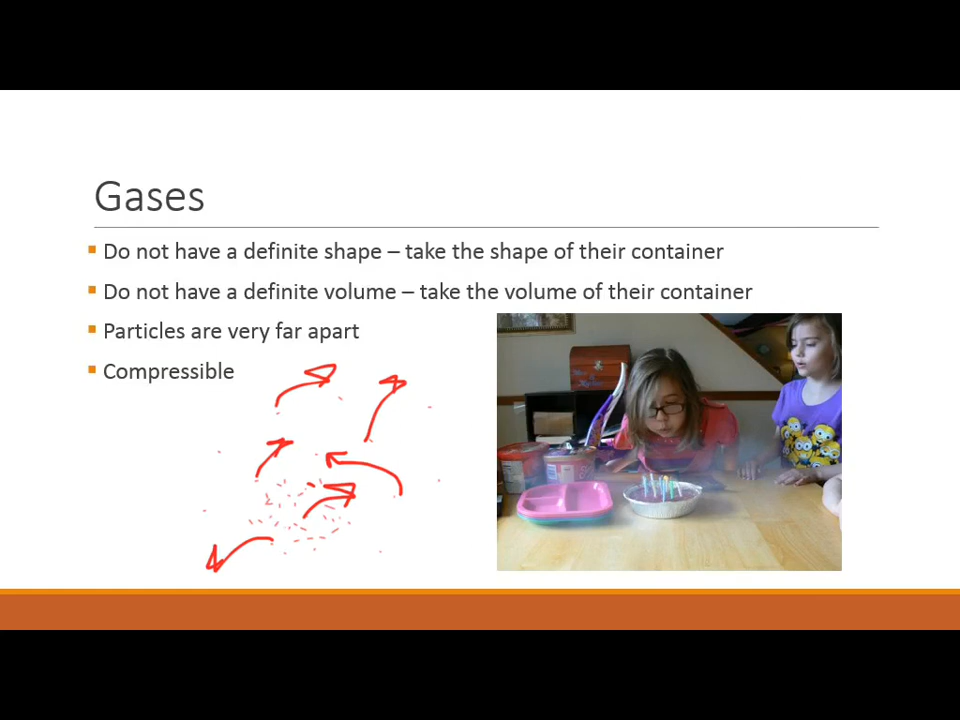 Gases
Do not have a definite shape – take the shape of their container
Do not have a definite volume – take the volume of their container
Particles are very far apart
Compressible